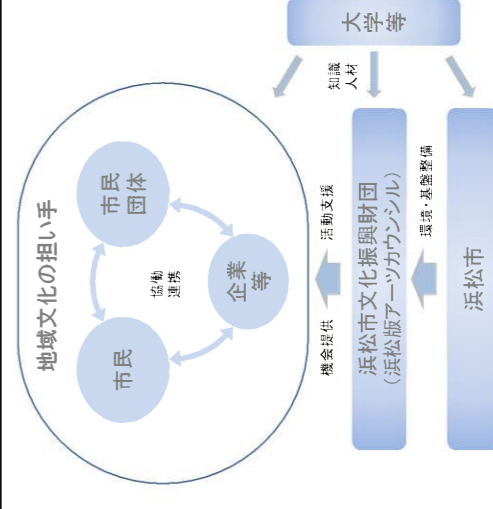 地域文化の担い手
市民
市民
団体
協働
連携
企業
等
機会提供
活動支援
浜松市文化振興財団
(浜松版アーツカウンシル)
環境・基盤整備
浜松市
大学
等
知識
人材